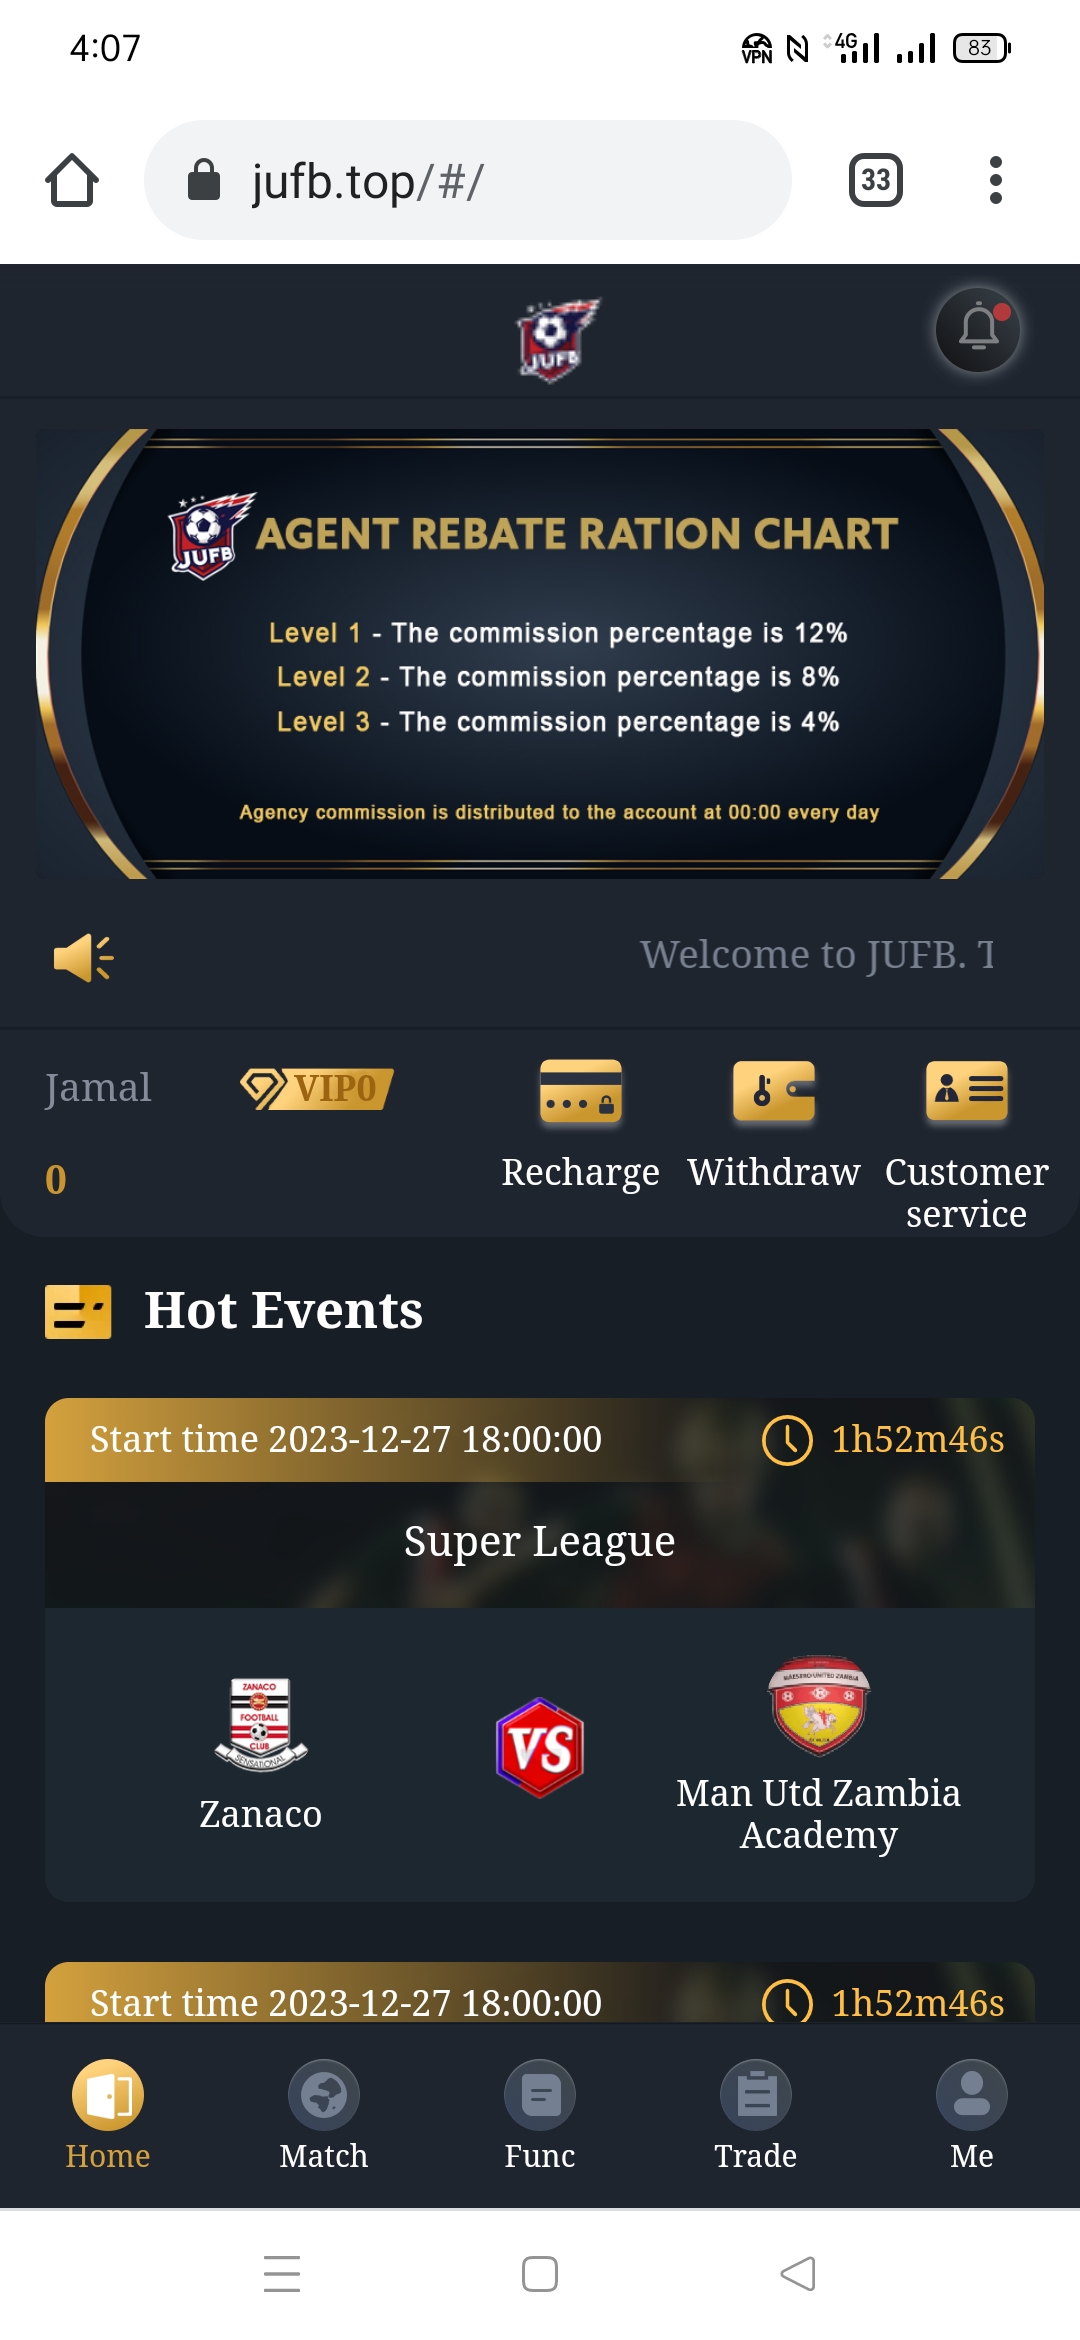 4:07
VPN
4G
83
jufb.top/#/
33
JUFB
JUFB
AGENT REBATE RATION CHART
Level 1 - The commission percentage is 12%
Level 2 - The commission percentage is 8%
Level 3 - The commission percentage is 4%
Agency commission is distributed to the account at 00:00 every day
Welcome to JUFB. T
Jamal
VIP0
0
Recharge
Withdraw
Customer
service
Hot Events
Start time 2023-12-27 18:00:00
1h52m46s
Super League
ZANACO
FOOTBALL
CLUB
SENSATIONAL
VS
MAESTRO UNITED ZAMBIA
Zanaco
Man Utd Zambia
Academy
Start time 2023-12-27 18:00:00
1h52m46s
Home
Match
Func
Trade
Me